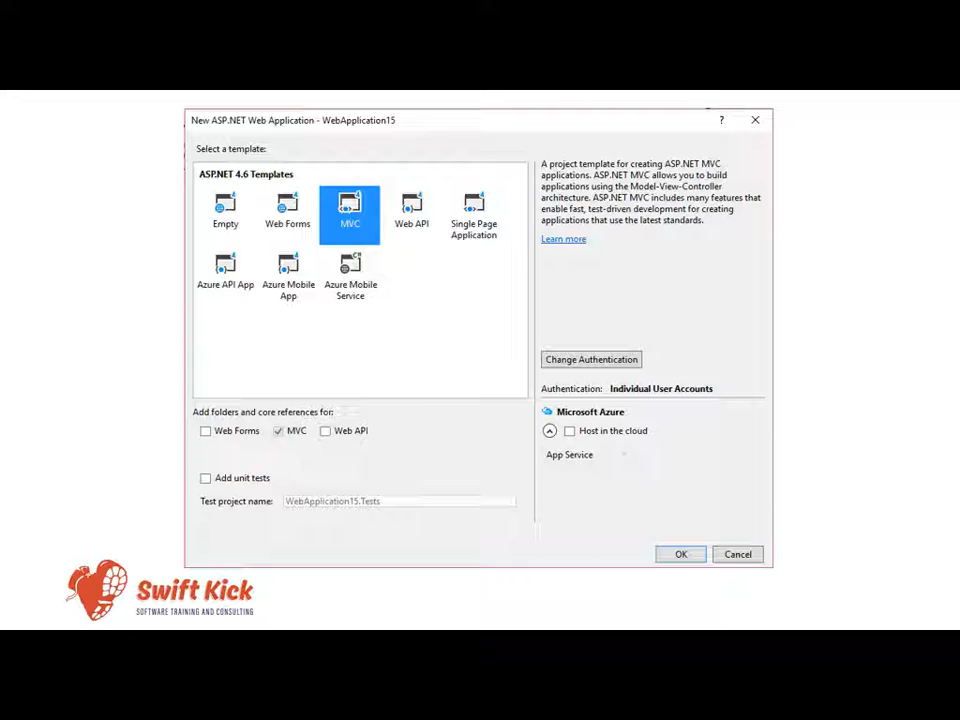 New ASP.NET Web Application - WebApplication15
Select a template:
ASP.NET 4.6 Templates
Empty
Web Forms
MVC
Web API
Single Page
Application
Azure API App
Azure Mobile
App
Azure Mobile
Service
A project template for creating ASP.NET MVC
applications. ASP.NET MVC allows you to build
applications using the Model-View-Controller
architecture. ASP.NET MVC includes many features that
enable fast, test-driven development for creating
applications that use the latest standards.
Learn more
Change Authentication
Authentication: Individual User Accounts
Microsoft Azure
Host in the cloud
App Service
Add folders and core references for:
Web Forms MVC Web API
Add unit tests
Test project name: WebApplication15.Tests
OK Cancel
Swift Kick
SOFTWARE TRAINING AND CONSULTING